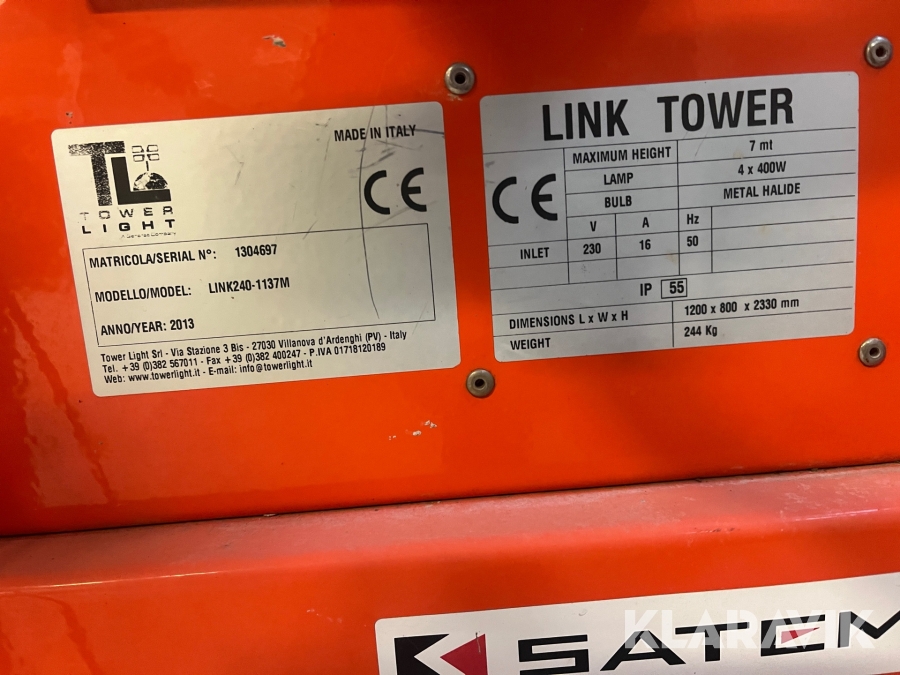 MADE IN ITALY
TL
TOWER
LIGHT
CE
MATRICOLA/SERIAL N°: 1304697
MODELLO/MODEL: LINK240-1137M
ANNO/YEAR: 2013
Tower Light Srl - Via Stazione 3 Bis - 27030 Villanova d'Ardenghi (PV) - Italy
Tel. +39 (0)382 567011 - Fax +39 (0)382 400247 - P.IVA 01718120189
Web: www.towerlight.it - E-mail: info@towerlight.it
LINK TOWER
CE
MAXIMUM HEIGHT 7 mt
LAMP 4 x 400W
BULB METAL HALIDE
V A Hz
INLET 230 16 50
IP 55
DIMENSIONS L x W x H 1200 x 800 x 2330 mm
WEIGHT 244 Kg
SATEM
KLARAVIK